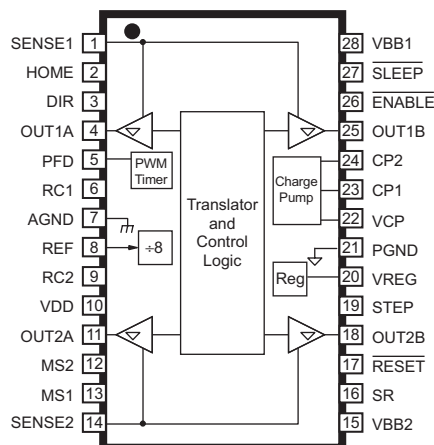 SENSE1 1 28 VBB1
HOME 2 27 SLEEP
DIR 3 26 ENABLE
OUT1A 4 25 OUT1B
PFD 5 PWM Timer 24 CP2
RC1 6 Charge Pump 23 CP1
AGND 7 Translator and Control Logic 22 VCP
REF 8 ÷8 21 PGND
RC2 9 Reg 20 VREG
VDD 10 19 STEP
OUT2A 11 18 OUT2B
MS2 12 17 RESET
MS1 13 16 SR
SENSE2 14 15 VBB2